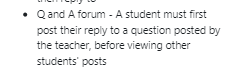 • Q and A forum - A student must first
post their reply to a question posted by
the teacher, before viewing other
students' posts